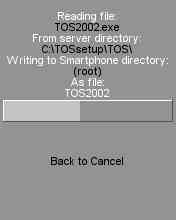 Reading file:
TOS2002.exe
From server directory:
C:\TOSsetup\TOS\
Writing to Smartphone directory:
(root)
As file:
TOS2002
Back to Cancel